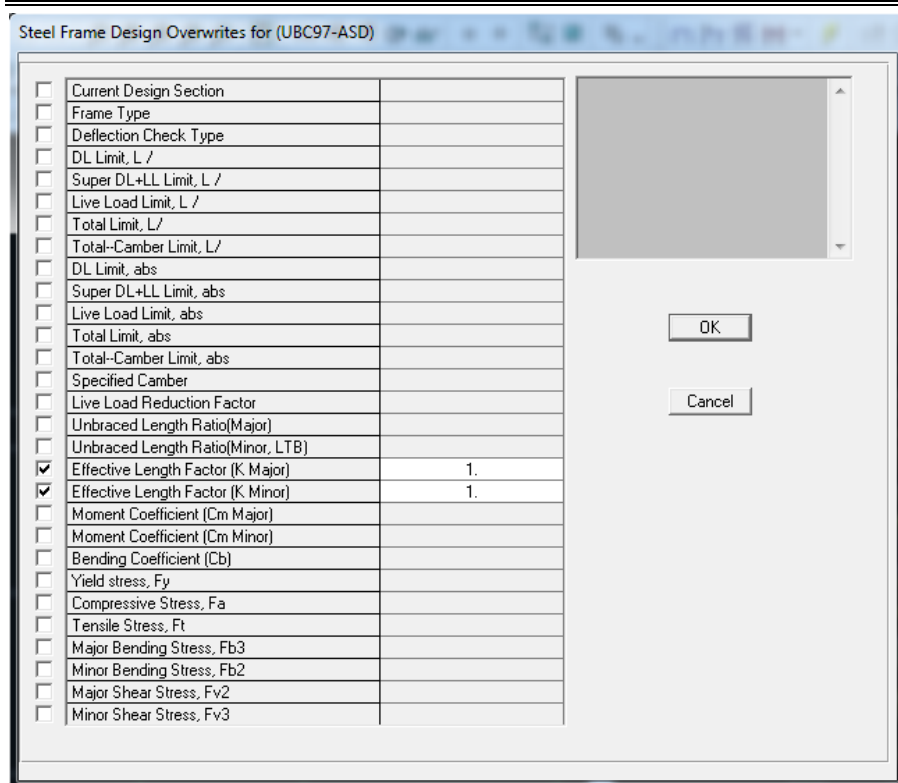 Steel Frame Design Overwrites for (UBC97-ASD)
Current Design Section
Frame Type
Deflection Check Type
DL Limit, L /
Super DL+LL Limit, L /
Live Load Limit, L /
Total Limit, L/
Total--Camber Limit, L/
DL Limit, abs
Super DL+LL Limit, abs
Live Load Limit, abs
Total Limit, abs
Total--Camber Limit, abs
Specified Camber
Live Load Reduction Factor
Unbraced Length Ratio(Major)
Unbraced Length Ratio(Minor, LTB)
Effective Length Factor (K Major) 1.
Effective Length Factor (K Minor) 1.
Moment Coefficient (Cm Major)
Moment Coefficient (Cm Minor)
Bending Coefficient (Cb)
Yield stress, Fy
Compressive Stress, Fa
Tensile Stress, Ft
Major Bending Stress, Fb3
Minor Bending Stress, Fb2
Major Shear Stress, Fv2
Minor Shear Stress, Fv3
OK
Cancel